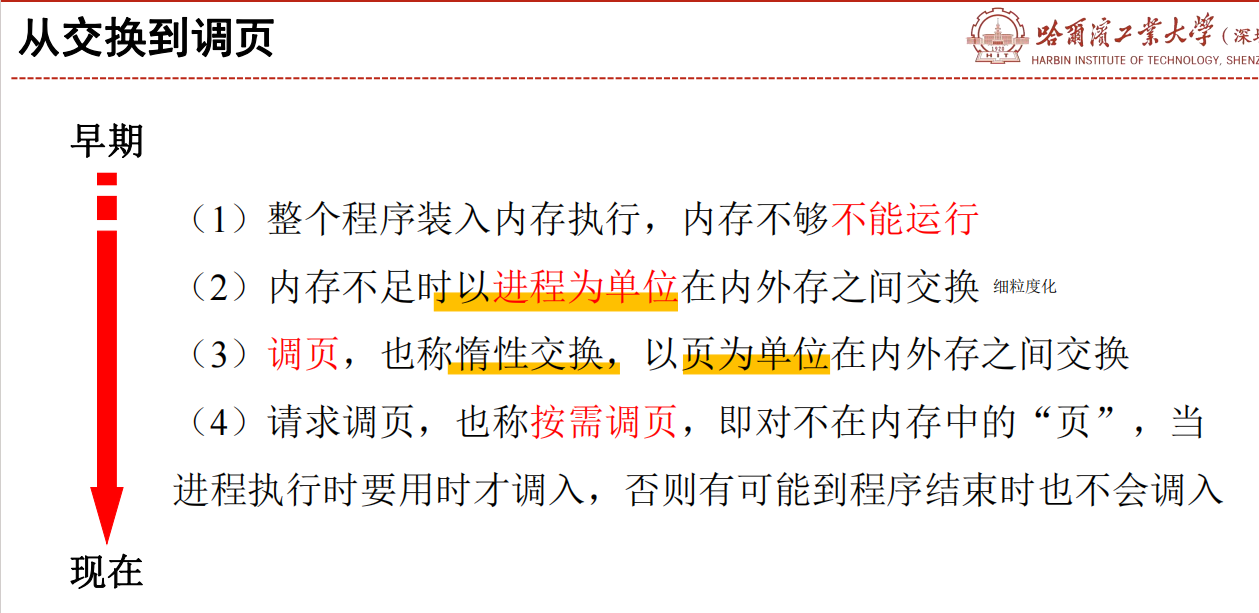 从交换到调页
哈尔滨工业大学（深圳
HARBIN INSTITUTE OF TECHNOLOGY, SHENZ
1920
HIT
早期
（1）整个程序装入内存执行，内存不够不能运行
（2）内存不足时以进程为单位在内外存之间交换 细粒度化
（3）调页，也称惰性交换，以页为单位在内外存之间交换
（4）请求调页，也称按需调页，即对不在内存中的“页”，当
进程执行时要用时才调入，否则有可能到程序结束时也不会调入
现在